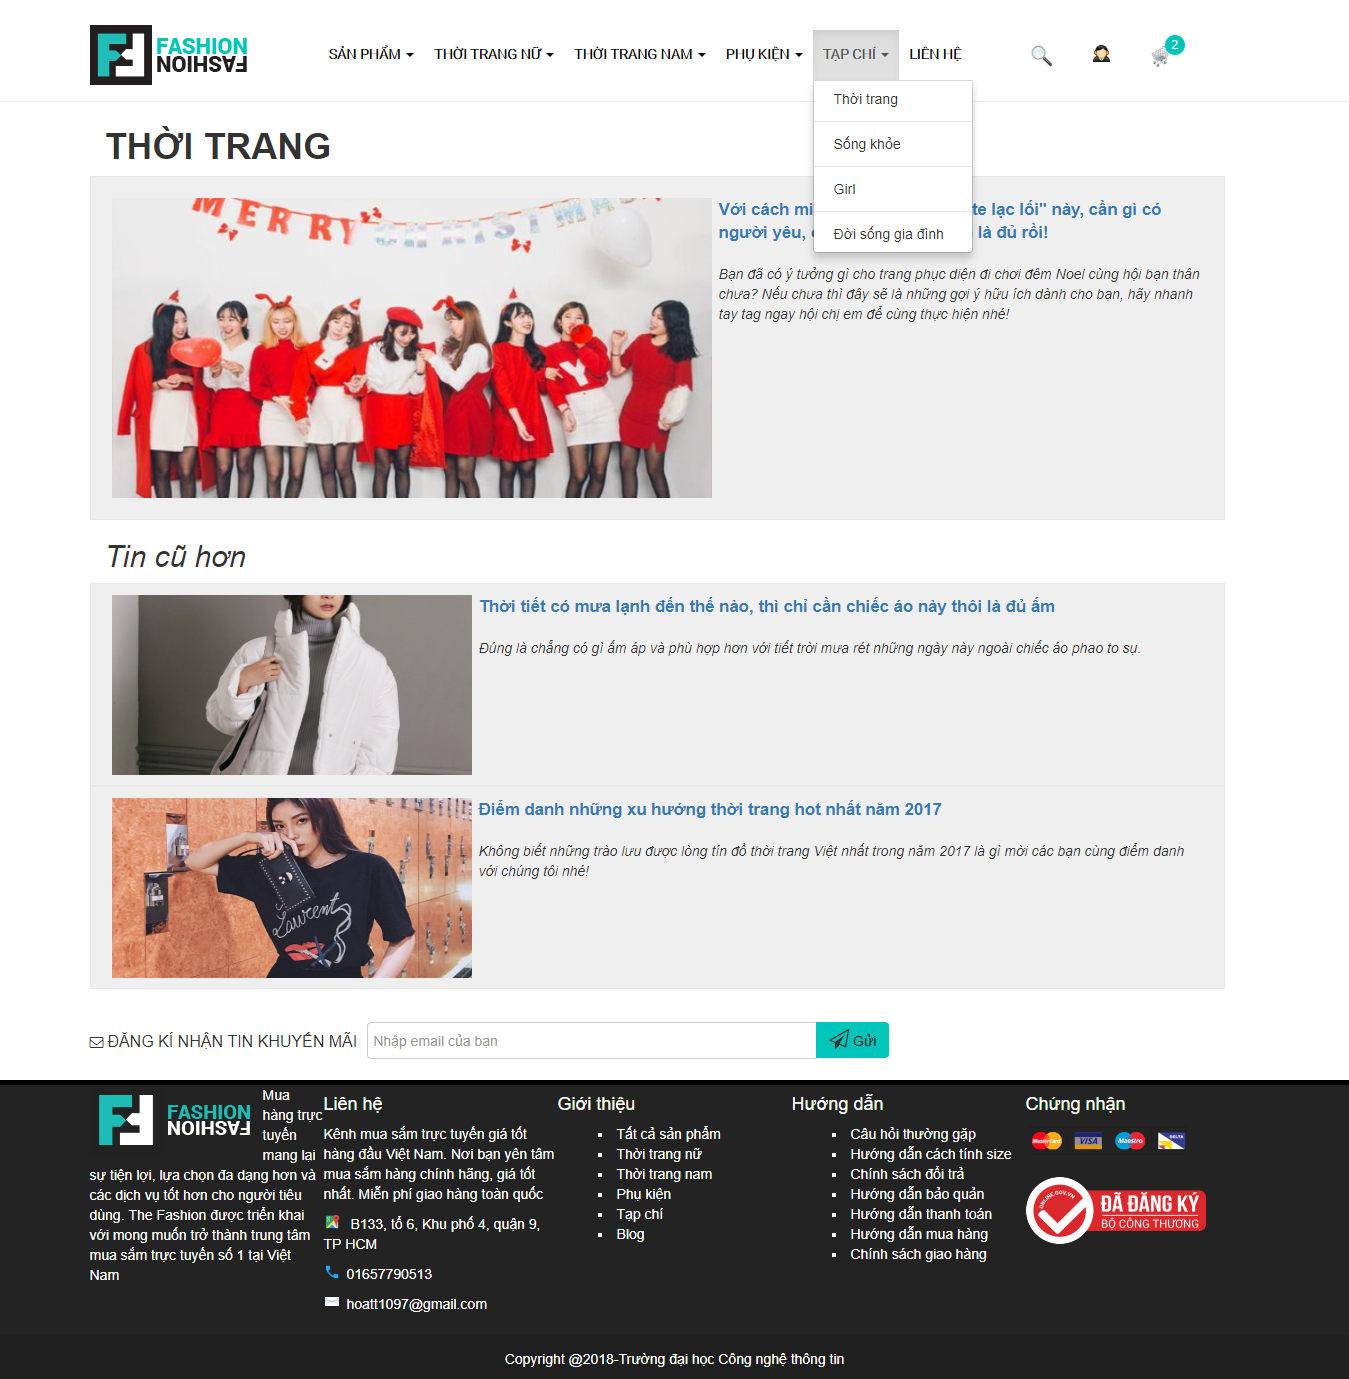 FASHION
FASHION
SẢN PHẨM
THỜI TRANG NỮ
THỜI TRANG NAM
PHỤ KIỆN
TẠP CHÍ
LIÊN HỆ
2
Thời trang
Sống khỏe
Girl
Đời sống gia đình
THỜI TRANG
MERRY CHRISTMAS
Với cách mi
te lạc lối" này, cần gì có
người yêu,
là đủ rồi!
Bạn đã có ý tưởng gì cho trang phục diện đi chơi đêm Noel cùng hội bạn thân
chưa? Nếu chưa thì đây sẽ là những gợi ý hữu ích dành cho bạn, hãy nhanh
tay tag ngay hội chị em để cùng thực hiện nhé!
Tin cũ hơn
Thời tiết có mưa lạnh đến thế nào, thì chỉ cần chiếc áo này thôi là đủ ấm
Đúng là chẳng có gì ấm áp và phù hợp hơn với tiết trời mưa rét những ngày này ngoài chiếc áo phao to sụ.
Laurent
Điểm danh những xu hướng thời trang hot nhất năm 2017
Không biết những trào lưu được lòng tín đồ thời trang Việt nhất trong năm 2017 là gì mời các bạn cùng điểm danh
với chúng tôi nhé!
ĐĂNG KÍ NHẬN TIN KHUYẾN MÃI
Nhập email của bạn
Gửi
FASHION
FASHION
Mua
hàng trực
tuyến
mang lại
sự tiện lợi, lựa chọn đa dạng hơn và
các dịch vụ tốt hơn cho người tiêu
dùng. The Fashion được triển khai
với mong muốn trở thành trung tâm
mua sắm trực tuyến số 1 tại Việt
Nam
Liên hệ
Kênh mua sắm trực tuyến giá tốt
hàng đầu Việt Nam. Nơi bạn yên tâm
mua sắm hàng chính hãng, giá tốt
nhất. Miễn phí giao hàng toàn quốc
B133, tổ 6, Khu phố 4, quận 9,
TP HCM
01657790513
hoatt1097@gmail.com
Giới thiệu
Tất cả sản phẩm
Thời trang nữ
Thời trang nam
Phụ kiện
Tạp chí
Blog
Hướng dẫn
Câu hỏi thường gặp
Hướng dẫn cách tính size
Chính sách đổi trả
Hướng dẫn bảo quản
Hướng dẫn thanh toán
Hướng dẫn mua hàng
Chính sách giao hàng
Chứng nhận
MasterCard
VISA
Maestro
DELTA
ONLINE.GOV.VN
ĐÃ ĐĂNG KÝ
BỘ CÔNG THƯƠNG
Copyright @2018-Trường đại học Công nghệ thông tin